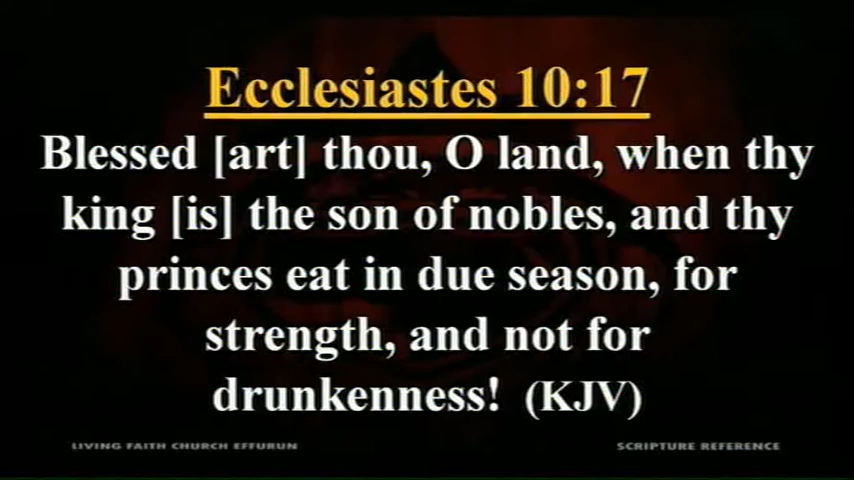 Ecclesiastes 10:17
Blessed [art] thou, O land, when thy
king [is] the son of nobles, and thy
princes eat in due season, for
strength, and not for
drunkenness! (KJV)
LIVING FAITH CHURCH EFFURUN
SCRIPTURE REFERENCE